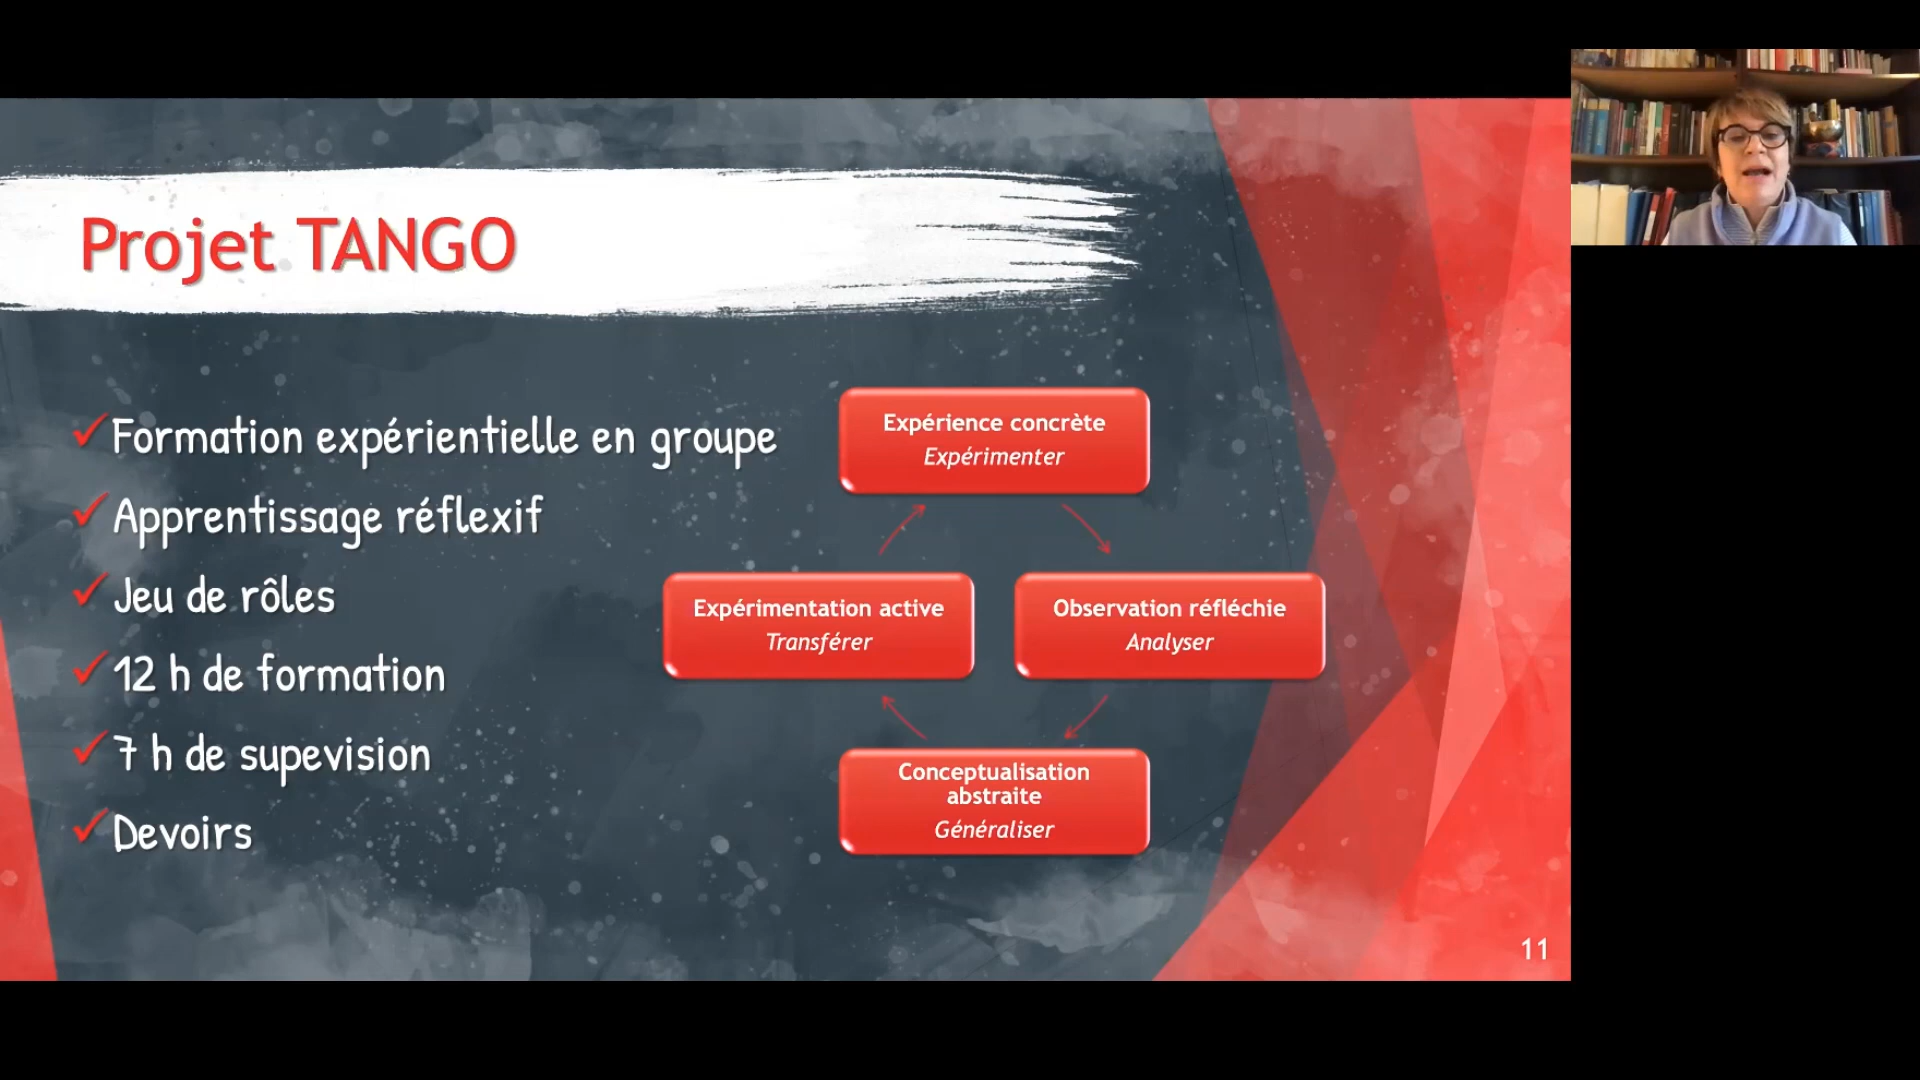 Projet TANGO
Formation expérientielle en groupe
Apprentissage réflexif
Jeu de rôles
12 h de formation
7 h de supevision
Devoirs
Expérience concrète
Expérimenter
Expérimentation active
Transférer
Observation réfléchie
Analyser
Conceptualisation
abstraite
Généraliser
11